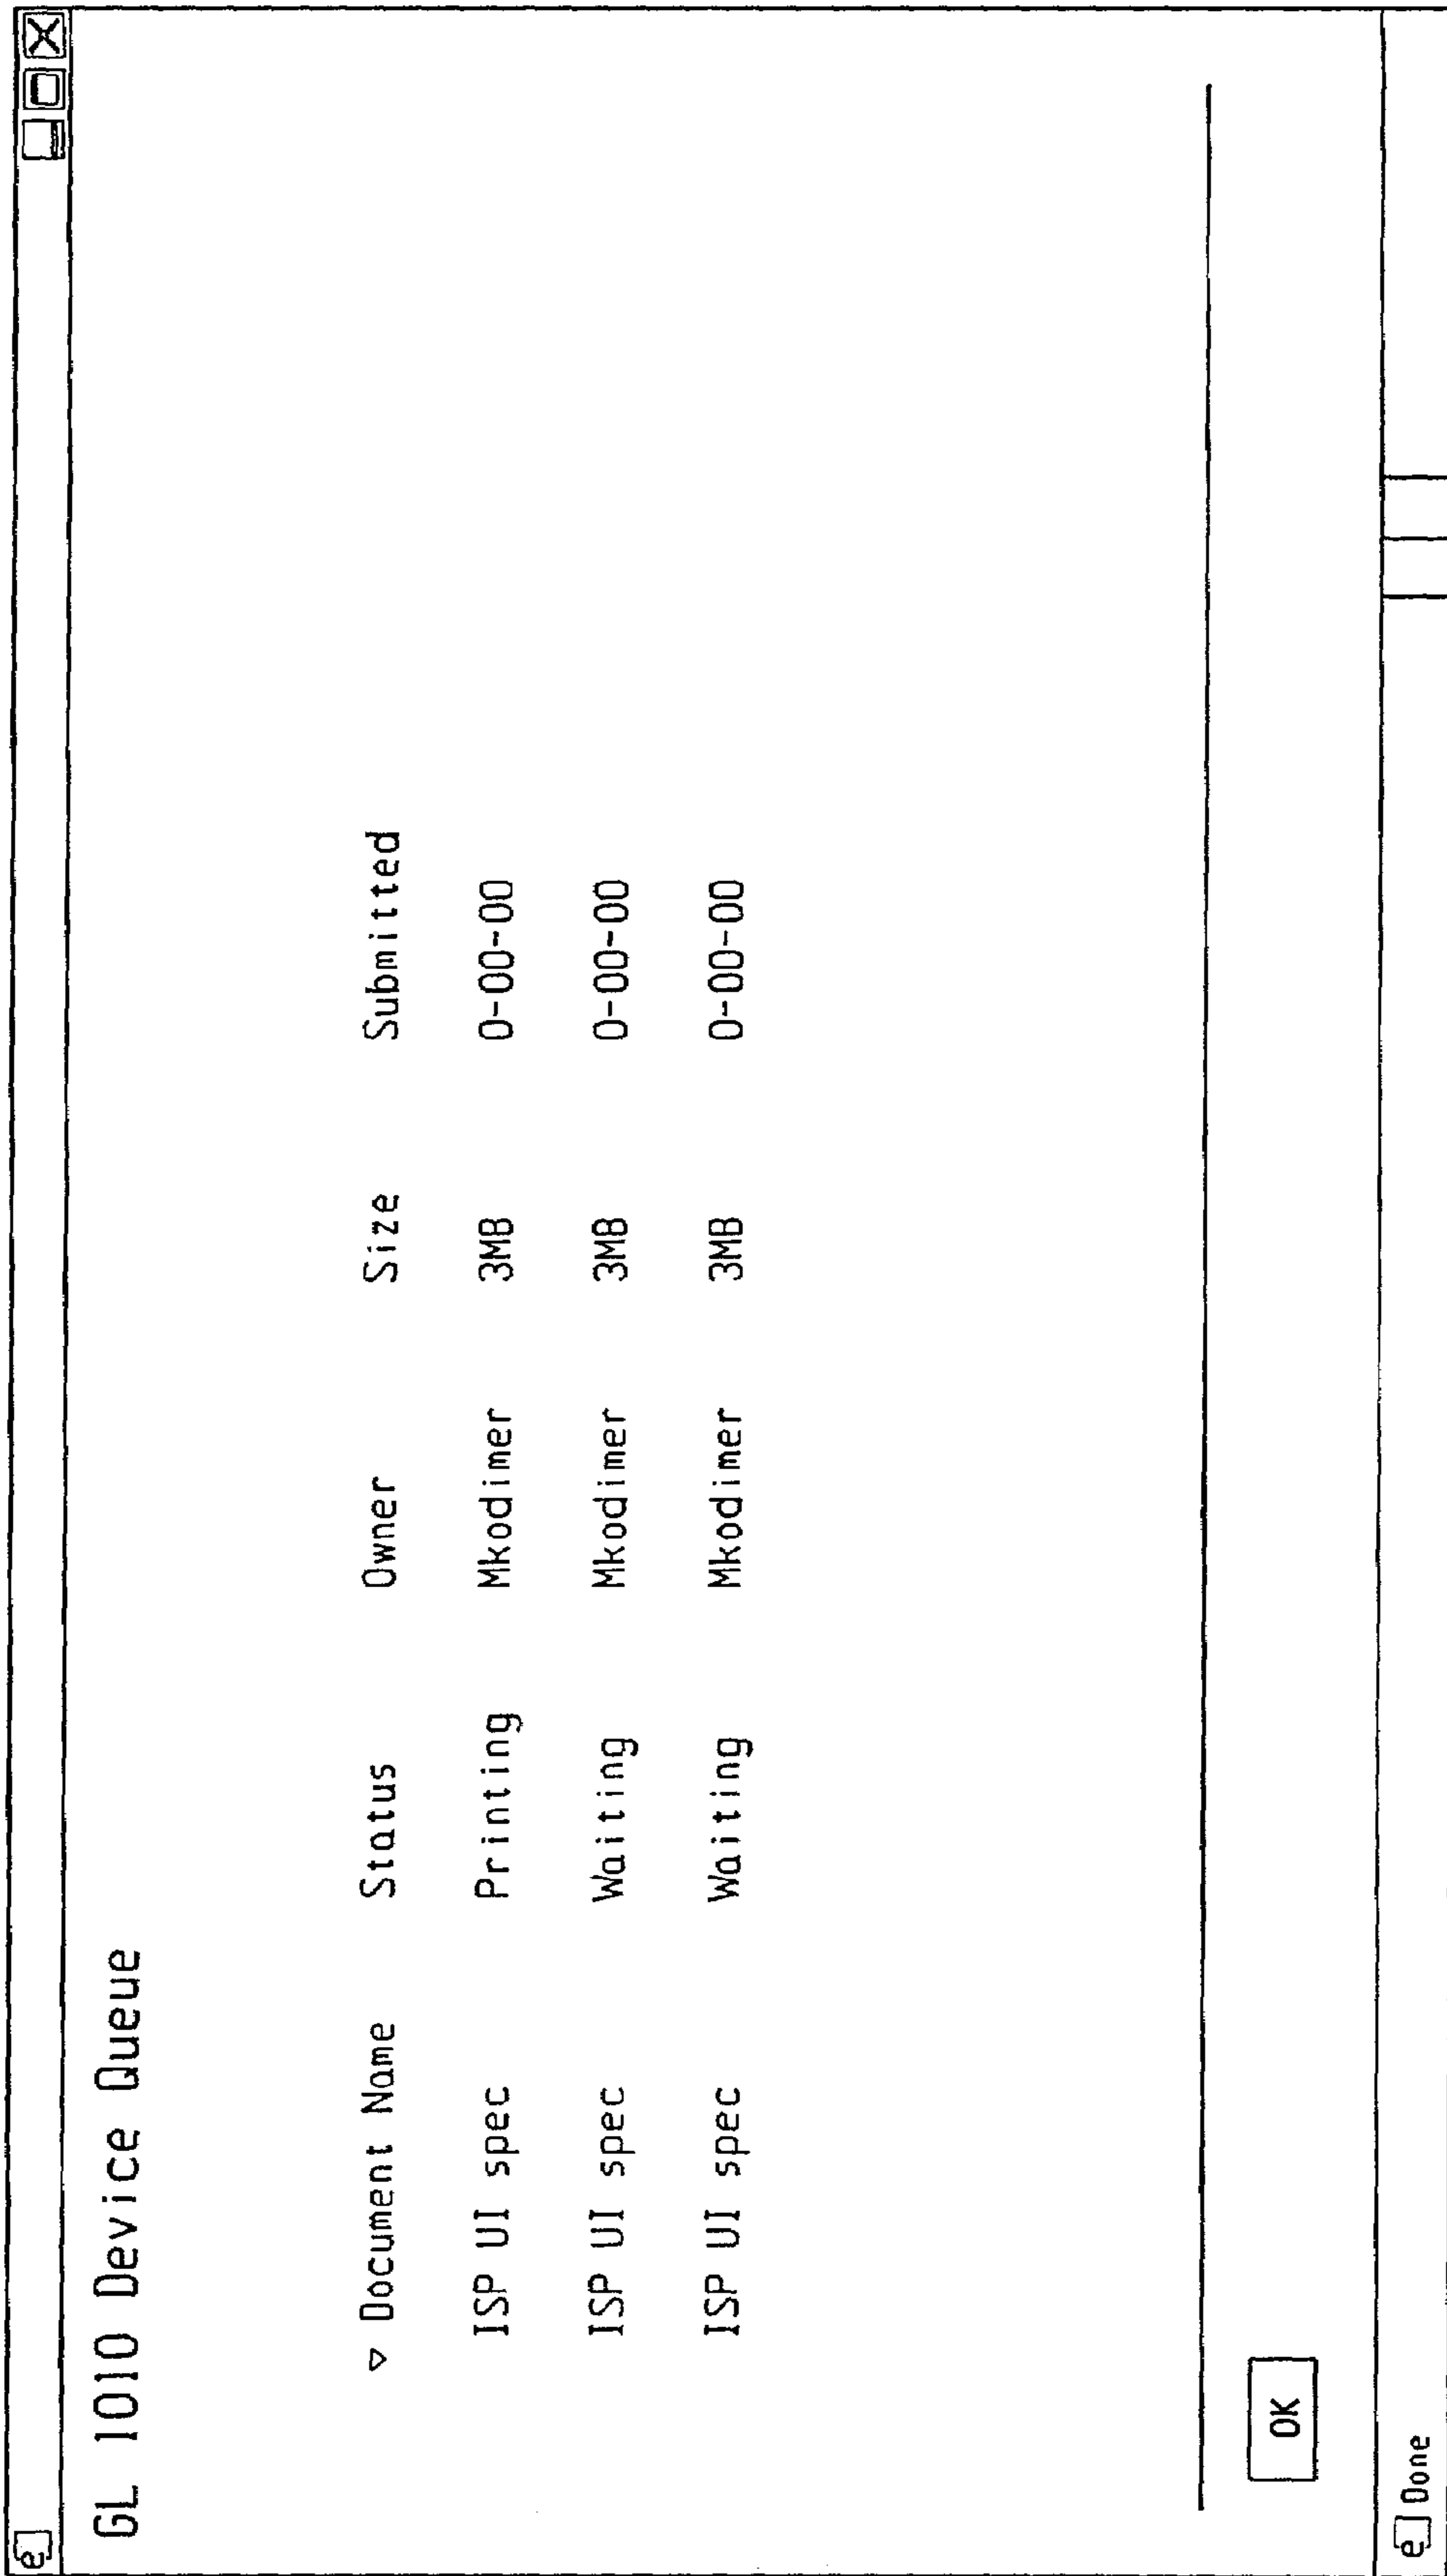 GL 1010 Device Queue
▿ Document Name Status Owner Size Submitted
ISP UI spec Printing Mkodimer 3MB 0-00-00
ISP UI spec Waiting Mkodimer 3MB 0-00-00
ISP UI spec Waiting Mkodimer 3MB 0-00-00
OK
e Done